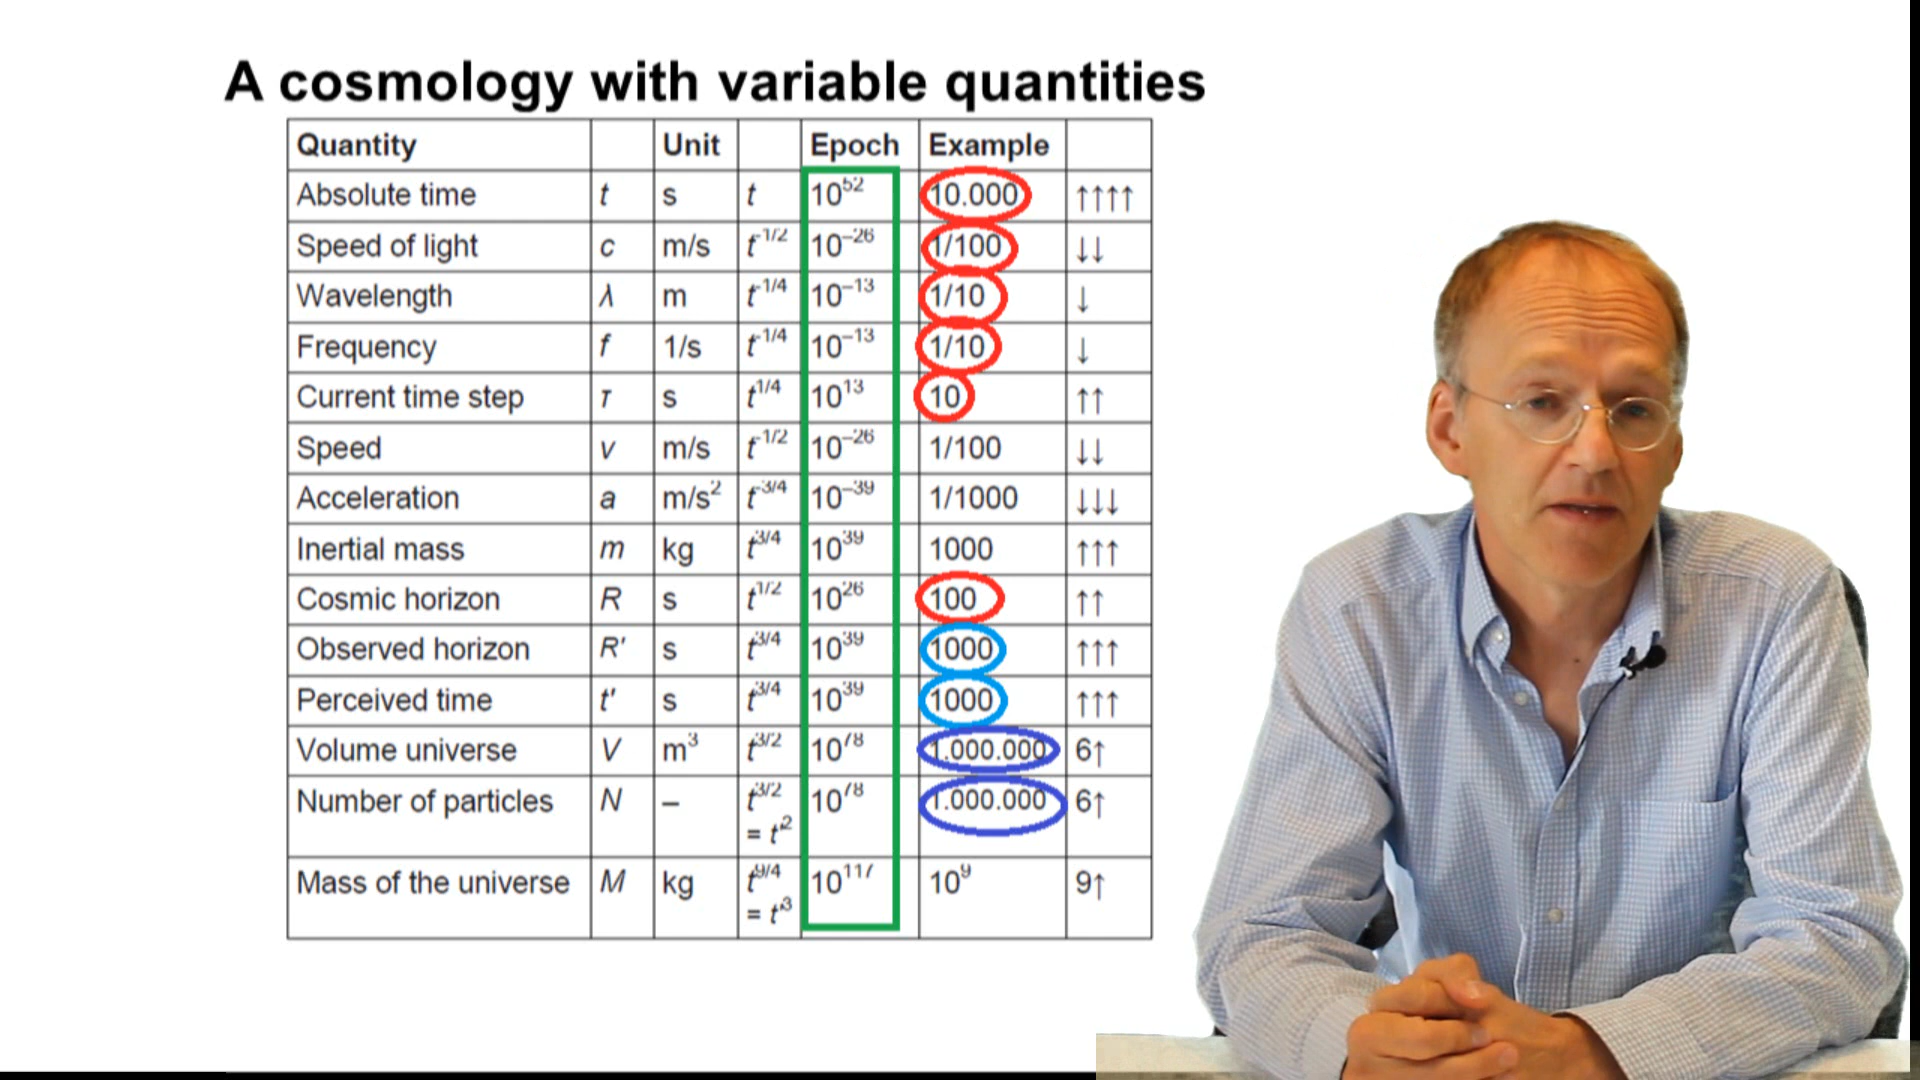 A cosmology with variable quantities
Quantity Unit Epoch Example
Absolute time t s t 10^52 10.000 ↑↑↑↑
Speed of light c m/s t^-1/2 10^–26 1/100 ↓↓
Wavelength λ m t^-1/4 10^–13 1/10 ↓
Frequency f 1/s t^-1/4 10^–13 1/10 ↓
Current time step τ s t^1/4 10^13 10 ↑↑
Speed v m/s t^-1/2 10^–26 1/100 ↓↓
Acceleration a m/s^2 t^-3/4 10^–39 1/1000 ↓↓↓
Inertial mass m kg t^3/4 10^39 1000 ↑↑↑
Cosmic horizon R s t^1/2 10^26 100 ↑↑
Observed horizon R' s t^3/4 10^39 1000 ↑↑↑
Perceived time t' s t^3/4 10^39 1000 ↑↑↑
Volume universe V m^3 t^3/2 10^78 1.000.000 6↑
Number of particles N – t^3/2 10^78 1.000.000 6↑
= t'^2
Mass of the universe M kg t^9/4 10^117 10^9 9↑
= t'^3